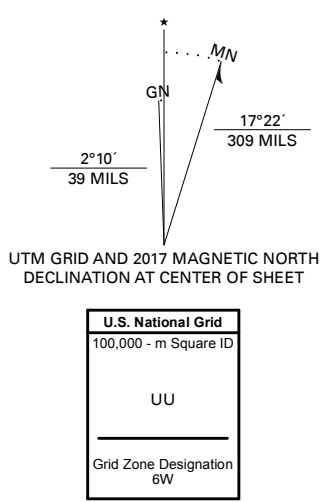 ★
MN
GN
17°22´
309 MILS
2°10´
39 MILS
UTM GRID AND 2017 MAGNETIC NORTH
DECLINATION AT CENTER OF SHEET
U.S. National Grid
100,000 - m Square ID
UU
Grid Zone Designation
6W